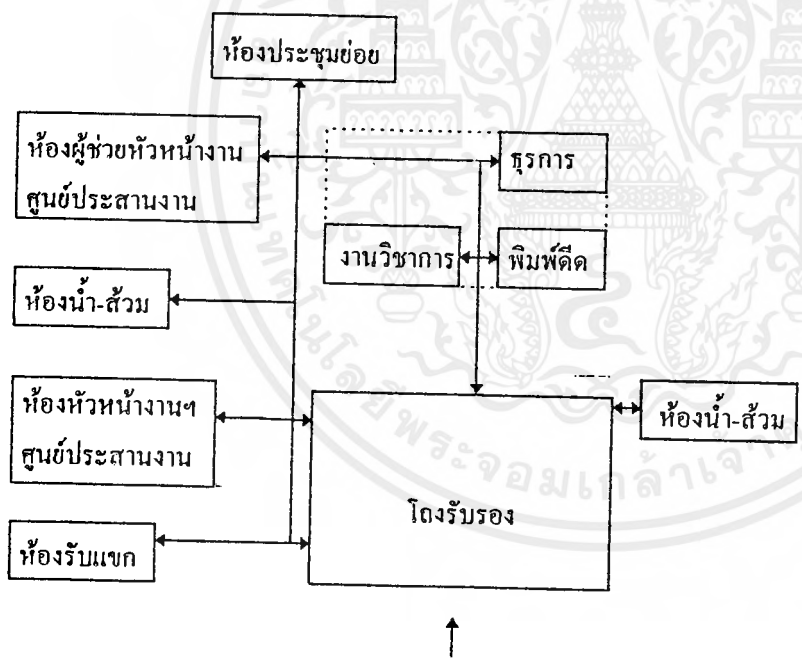 ห้องประชุมย่อย
ห้องผู้ช่วยหัวหน้างาน
ศูนย์ประสานงาน
ธุรการ
งานวิชาการ
พิมพ์ดีด
ห้องน้ำ-ส้วม
ห้องหัวหน้างานฯ
ศูนย์ประสานงาน
ห้องน้ำ-ส้วม
โถงรับรอง
ห้องรับแขก